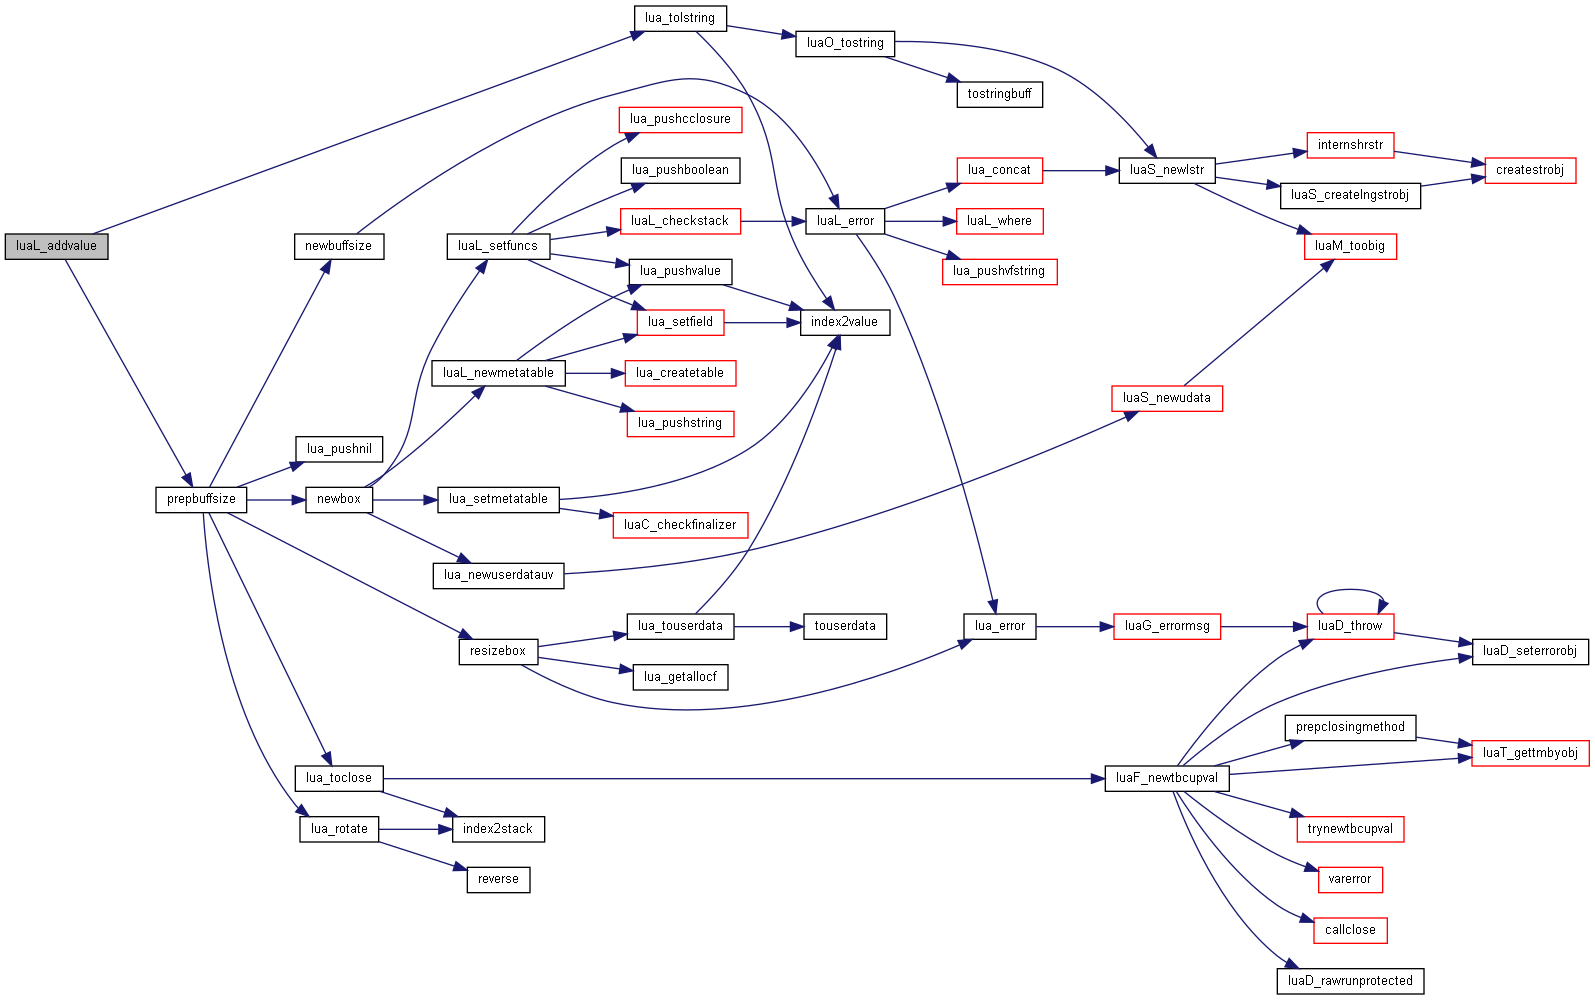 lua_tolstring
luaO_tostring
tostringbuff
lua_pushcclosure
internshrstr
lua_pushboolean
lua_concat
luaS_newlstr
createstrobj
luaS_createlngstrobj
luaL_checkstack
luaL_error
luaL_where
luaL_addvalue
newbuffsize
luaL_setfuncs
luaM_toobig
lua_pushvalue
lua_pushvfstring
lua_setfield
index2value
luaL_newmetatable
lua_createtable
luaS_newudata
lua_pushstring
lua_pushnil
prepbuffsize
newbox
lua_setmetatable
luaC_checkfinalizer
lua_newuserdatauv
lua_touserdata
touserdata
lua_error
luaG_errormsg
luaD_throw
resizebox
luaD_seterrorobj
lua_getallocf
prepclosingmethod
luaT_gettmbyobj
lua_toclose
luaF_newtbcupval
lua_rotate
index2stack
trynewtbcupval
reverse
varerror
callclose
luaD_rawrunprotected